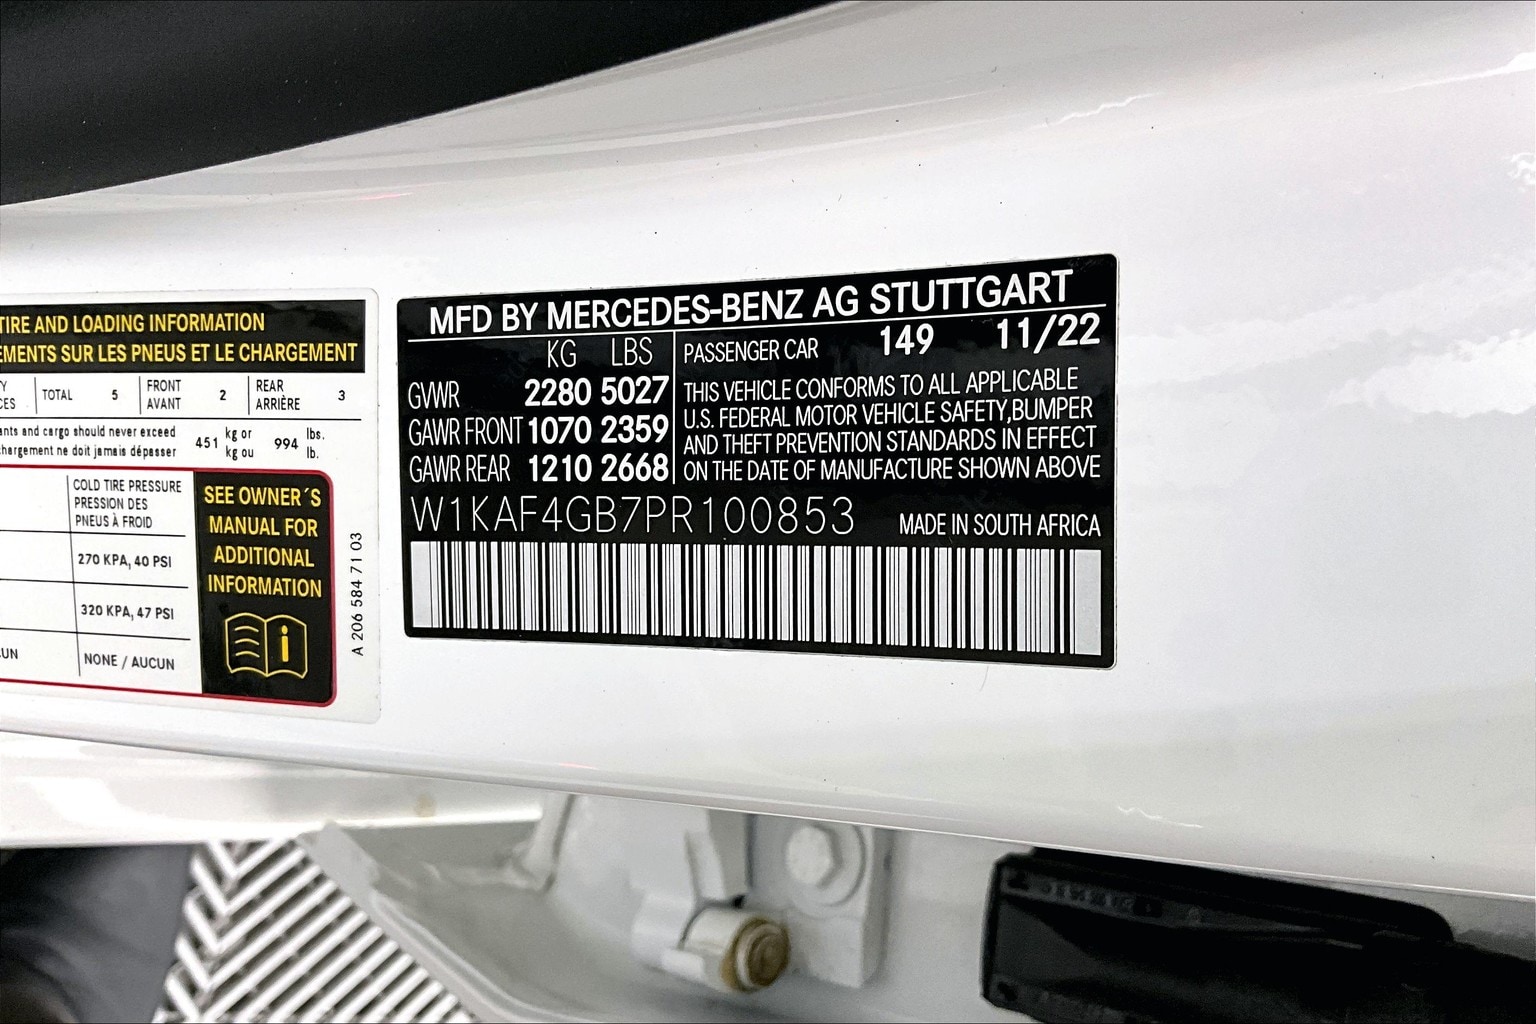 TIRE AND LOADING INFORMATION
EMENTS SUR LES PNEUS ET LE CHARGEMENT
TOTAL 5 FRONT 2 REAR 3
AVANT ARRIÈRE
ants and cargo should never exceed 451 kg or 994 lbs.
hargement ne doit jamais dépasser kg ou lb.
COLD TIRE PRESSURE
PRESSION DES
PNEUS À FROID
270 KPA, 40 PSI
320 KPA, 47 PSI
NONE / AUCUN
SEE OWNER´S
MANUAL FOR
ADDITIONAL
INFORMATION
A 206 584 71 03
MFD BY MERCEDES-BENZ AG STUTTGART
KG LBS
GVWR 2280 5027
GAWR FRONT 1070 2359
GAWR REAR 1210 2668
PASSENGER CAR 149 11/22
THIS VEHICLE CONFORMS TO ALL APPLICABLE
U.S. FEDERAL MOTOR VEHICLE SAFETY,BUMPER
AND THEFT PREVENTION STANDARDS IN EFFECT
ON THE DATE OF MANUFACTURE SHOWN ABOVE
W1KAF4GB7PR100853 MADE IN SOUTH AFRICA